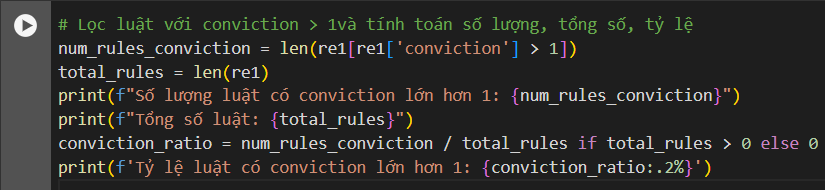 # Lọc luật với conviction > 1và tính toán số lượng, tổng số, tỷ lệ
num_rules_conviction = len(re1[re1['conviction'] > 1])
total_rules = len(re1)
print(f"Số lượng luật có conviction lớn hơn 1: {num_rules_conviction}")
print(f"Tổng số luật: {total_rules}")
conviction_ratio = num_rules_conviction / total_rules if total_rules > 0 else 0
print(f'Tỷ lệ luật có conviction lớn hơn 1: {conviction_ratio:.2%}')